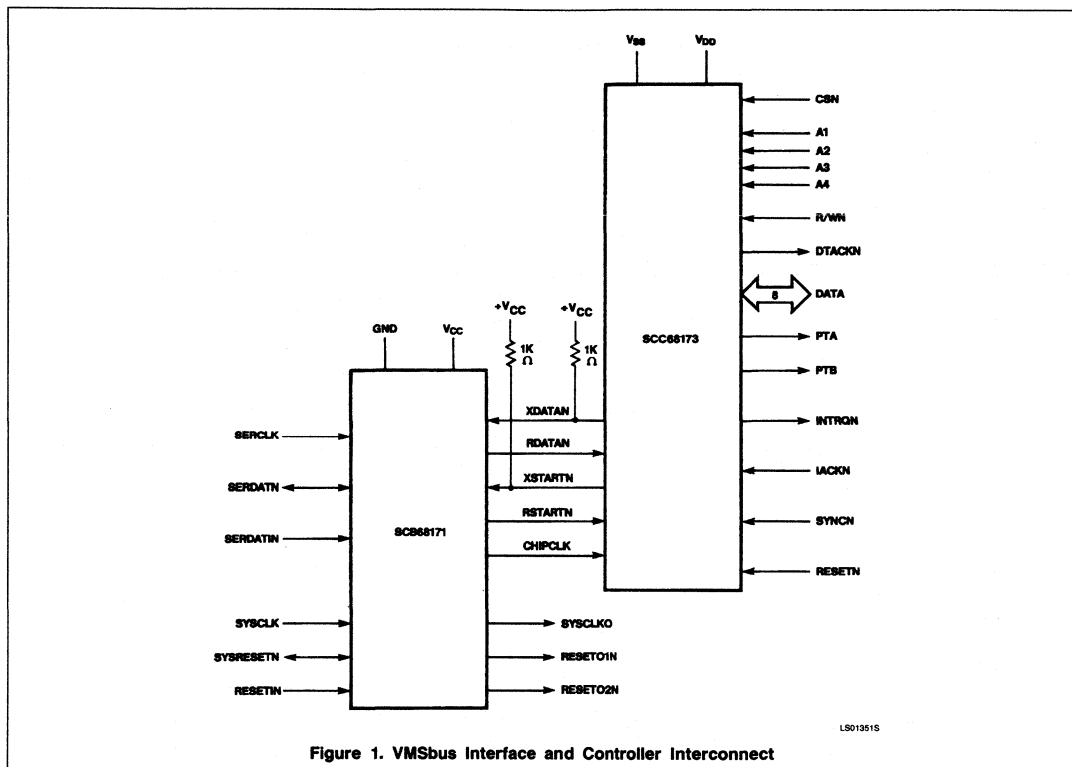 VSS
VDD
CSN
A1
A2
A3
A4
R/WN
DTACKN
8
DATA
SCC68173
PTA
PTB
INTRQN
IACKN
SYNCN
RESETN
+VCC
+VCC
1K
Ω
1K
Ω
GND
VCC
XDATAN
RDATAN
XSTARTN
RSTARTN
CHIPCLK
SERCLK
SERDATN
SERDATIN
SCB68171
SYSCLK
SYSRESETN
RESETIN
SYSCLKO
RESETO1N
RESETO2N
LS01351S
Figure 1. VMSbus Interface and Controller Interconnect